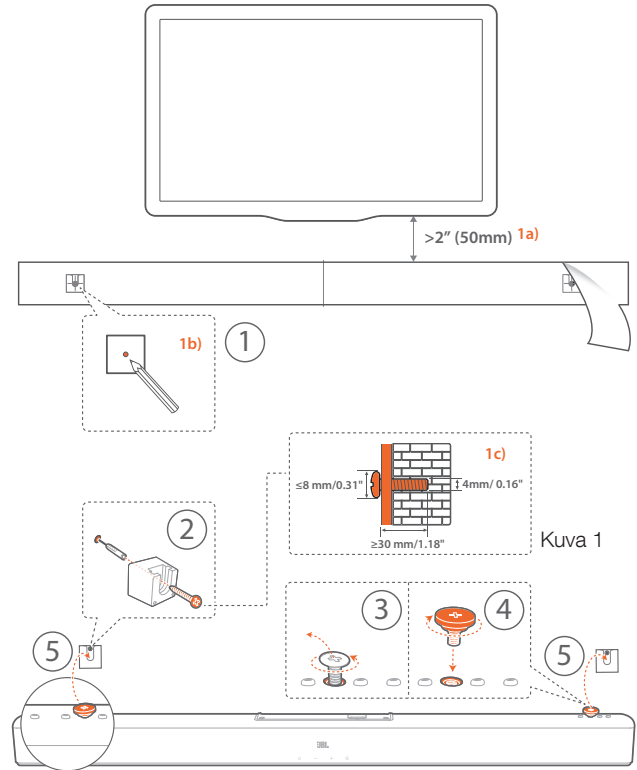 >2” (50mm) 1a)
1b)
1
1c)
≤8 mm/0.31"
4mm/ 0.16"
≥30 mm/1.18"
Kuva 1
2
3
4
5
5
JBL